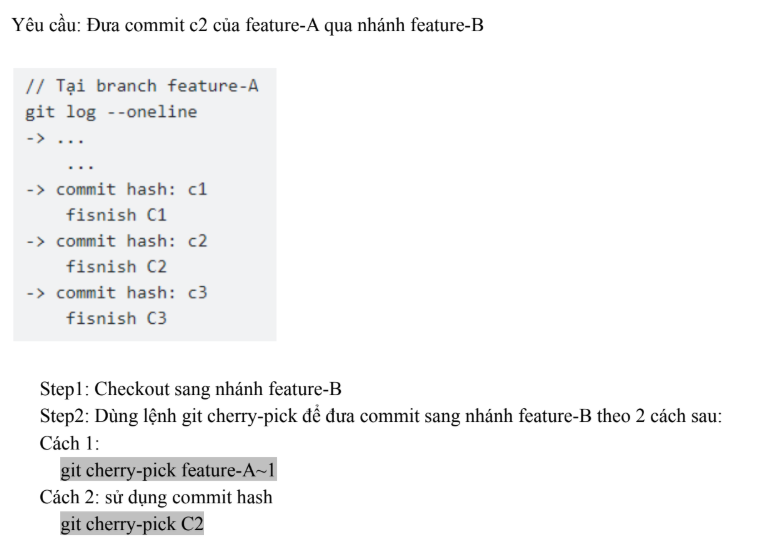 Yêu cầu: Đưa commit c2 của feature-A qua nhánh feature-B
// Tại branch feature-A
git log --oneline
-> ...
...
-> commit hash: c1
fisnish C1
-> commit hash: c2
fisnish C2
-> commit hash: c3
fisnish C3
Step1: Checkout sang nhánh feature-B
Step2: Dùng lệnh git cherry-pick để đưa commit sang nhánh feature-B theo 2 cách sau:
Cách 1:
git cherry-pick feature-A~1
Cách 2: sử dụng commit hash
git cherry-pick C2